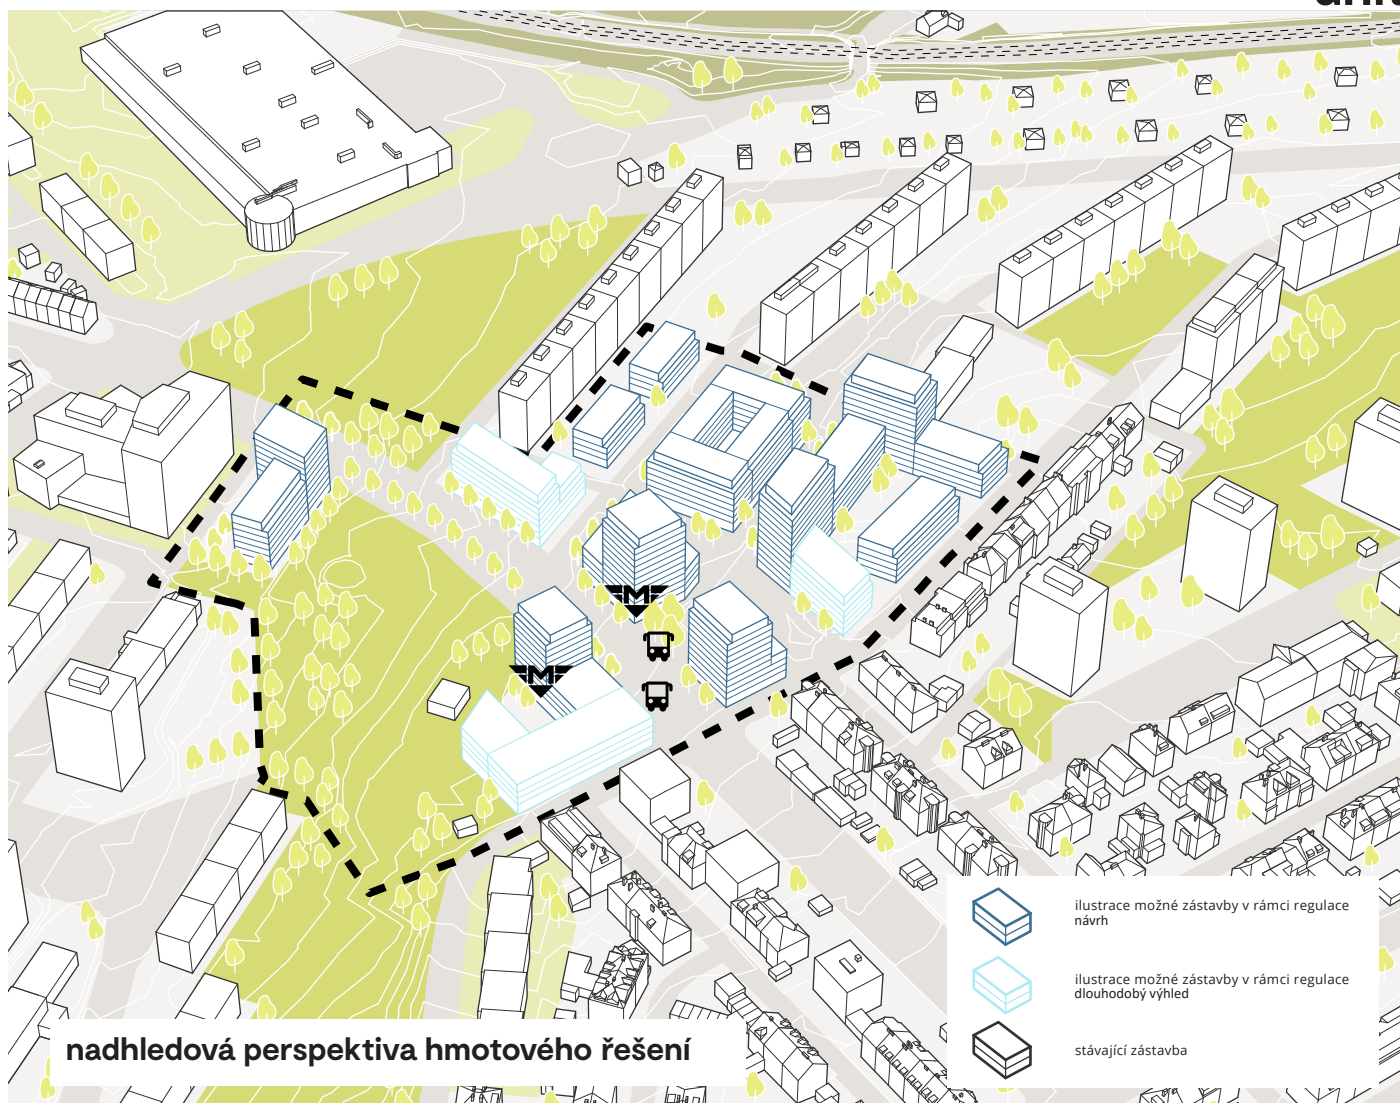 ilustrace možné zástavby v rámci regulace
návrh
ilustrace možné zástavby v rámci regulace
dlouhodobý výhled
stávající zástavba
nadhledová perspektiva hmotového řešení